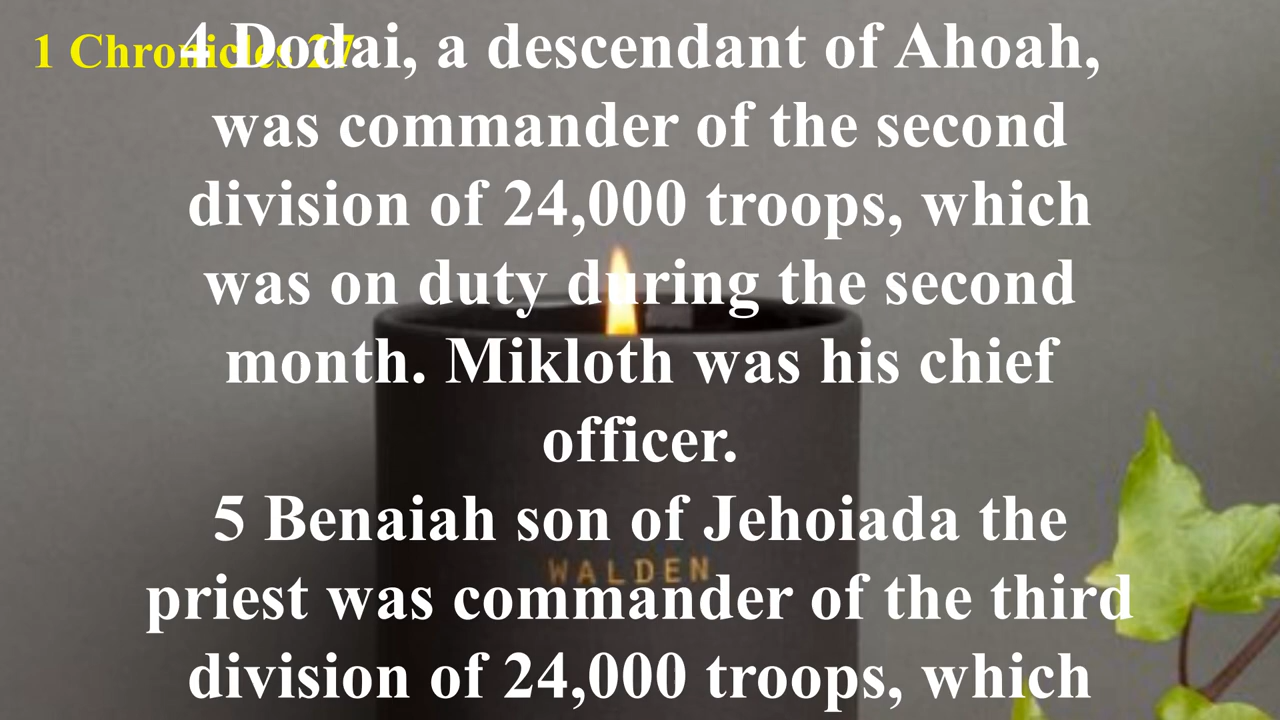 1 Chronicles 27
4 Dodai, a descendant of Ahoah,
was commander of the second
division of 24,000 troops, which
was on duty during the second
month. Mikloth was his chief
officer.
5 Benaiah son of Jehoiada the
WALDEN
priest was commander of the third
division of 24,000 troops, which